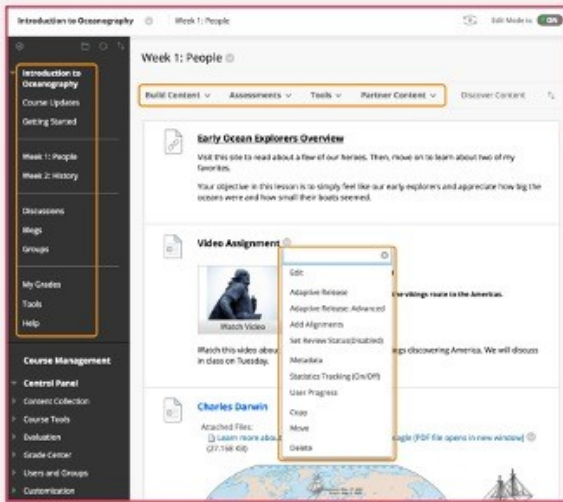 Introduction to Oceanography
Week 1: People
Edit Mode is: ON
Introduction to
Oceanography
Course Updates
Getting Started
Week 1: People
Week 2: History
Discussions
Blogs
Groups
My Grades
Tools
Help
Course Management
Control Panel
Content Collection
Course Tools
Evaluation
Grade Center
Users and Groups
Customization
Week 1: People
Build Content
Assessments
Tools
Partner Content
Discover Content
Early Ocean Explorers Overview
Visit this site to read about a few of our heroes. Then, move on to learn about two of my
favorites.
Your objective in this lesson is to simply feel like our early explorers and appreciate how big the
oceans were and how small their boats seemed.
Video Assignment
Watch Video
the vikings route to the Americas.
Watch this video abou
ngs discovering America. We will discuss
in class on Tuesday.
Edit
Adaptive Release
Adaptive Release: Advanced
Add Alignments
Set Review Status(Disabled)
Metadata
Statistics Tracking (On/Off)
User Progress
Copy
Move
Delete
Charles Darwin
Attached Files:
Learn more abou
agle (PDF file opens in new window)
(27.168 KB)